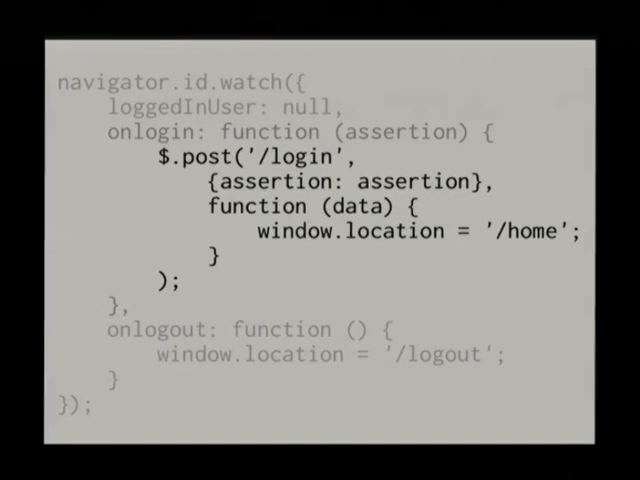 navigator.id.watch({
    loggedInUser: null,
    onlogin: function (assertion) {
        $.post('/login',
            {assertion: assertion},
            function (data) {
                window.location = '/home';
            }
        );
    },
    onlogout: function () {
        window.location = '/logout';
    }
});